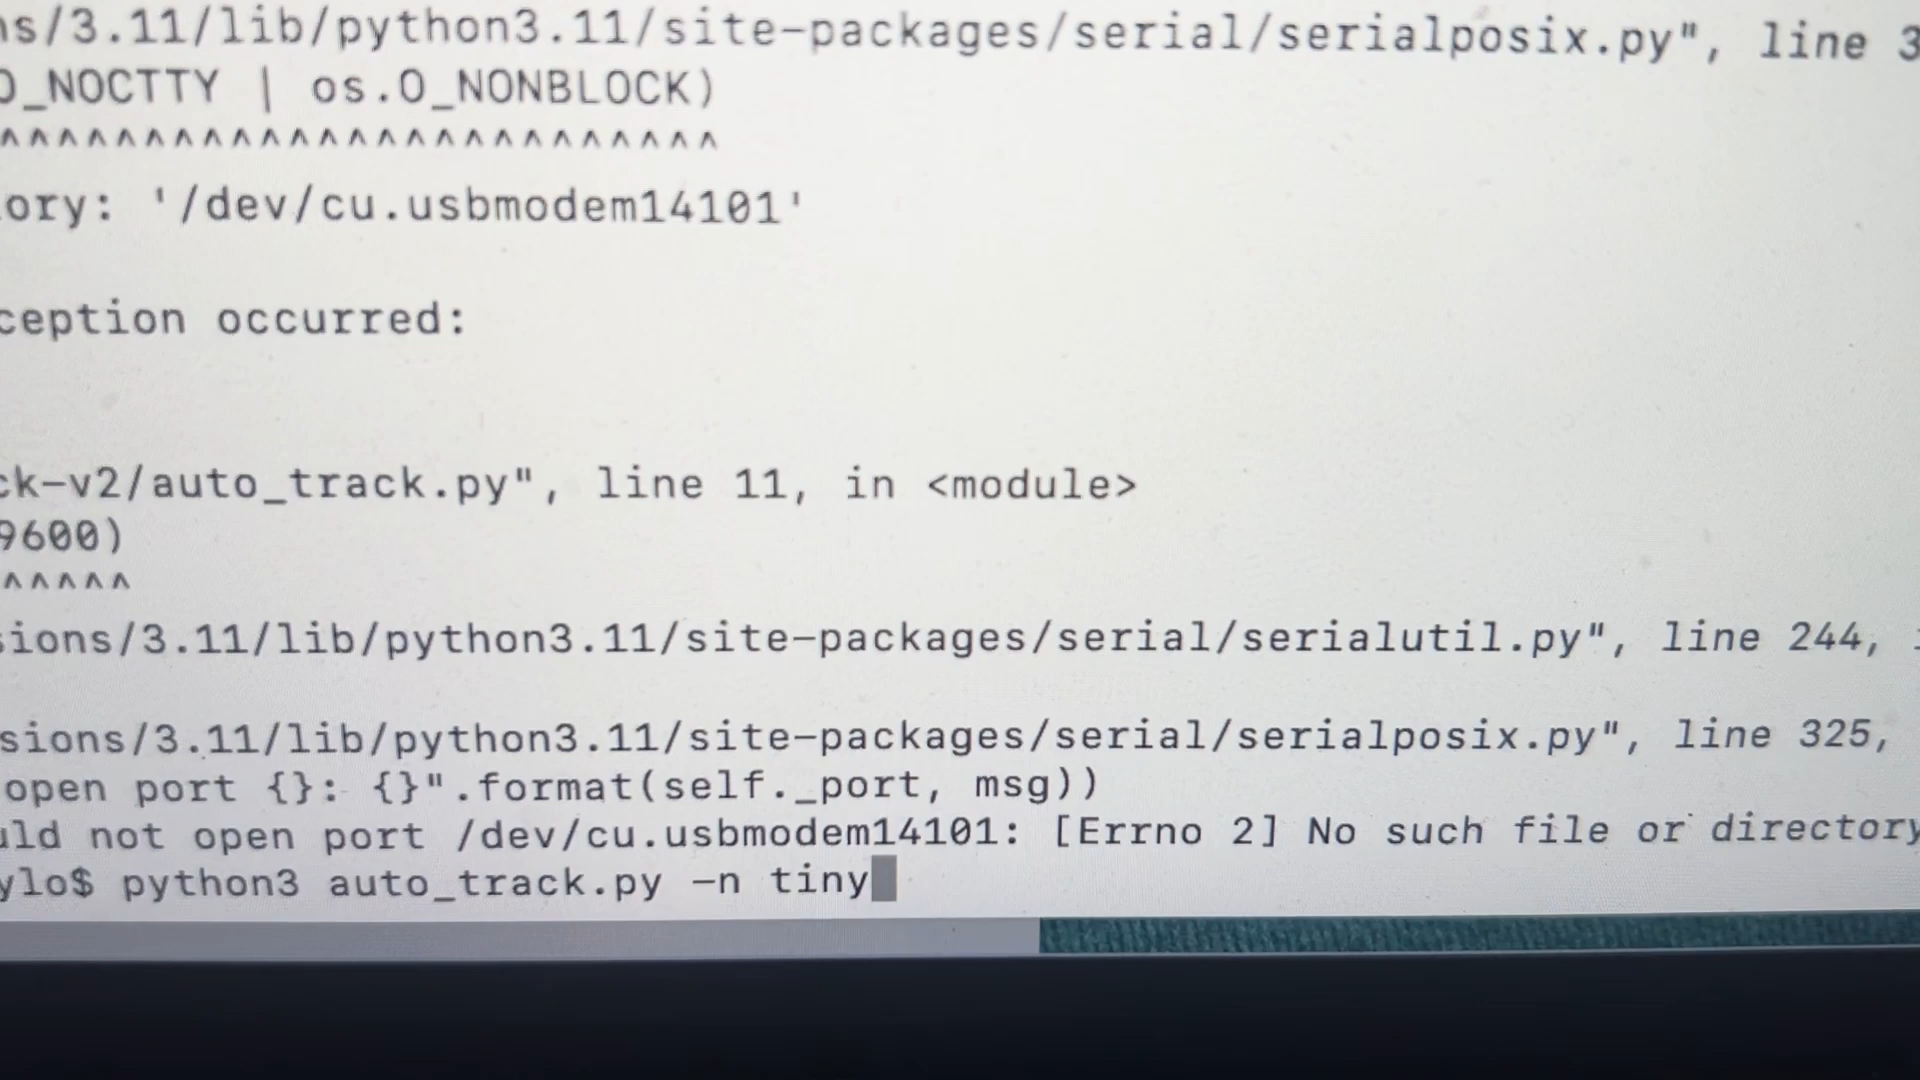 ns/3.11/lib/python3.11/site-packages/serial/serialposix.py", line 3
O_NOCTTY | os.O_NONBLOCK)
^^^^^^^^^^^^^^^^^^^^^^^^^
ory: '/dev/cu.usbmodem14101'
ception occurred:
ck-v2/auto_track.py", line 11, in <module>
9600)
^^^^^
sions/3.11/lib/python3.11/site-packages/serial/serialutil.py", line 244,
sions/3.11/lib/python3.11/site-packages/serial/serialposix.py", line 325,
open port {}: {}".format(self._port, msg))
uld not open port /dev/cu.usbmodem14101: [Errno 2] No such file or directory
ylo$ python3 auto_track.py -n tiny